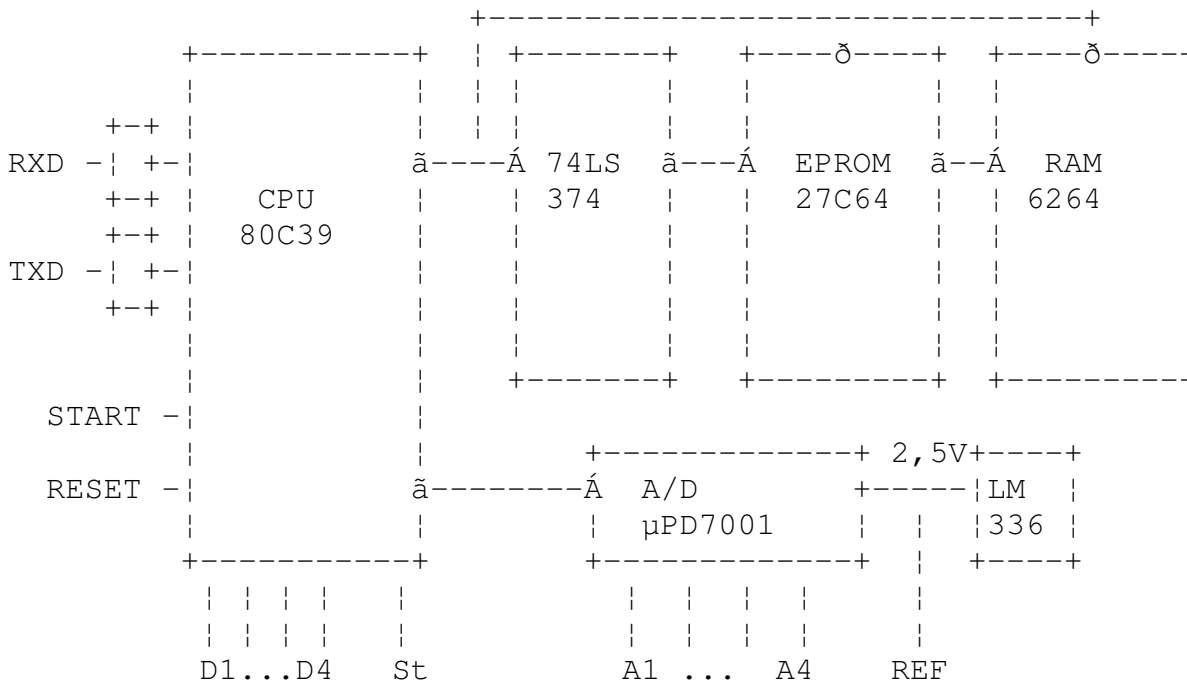 RXD 74LS EPROM RAM
CPU 374 27C64 6264
80C39
TXD
START
2,5V
RESET A/D LM
µPD7001 336
D1...D4 St A1 ... A4 REF